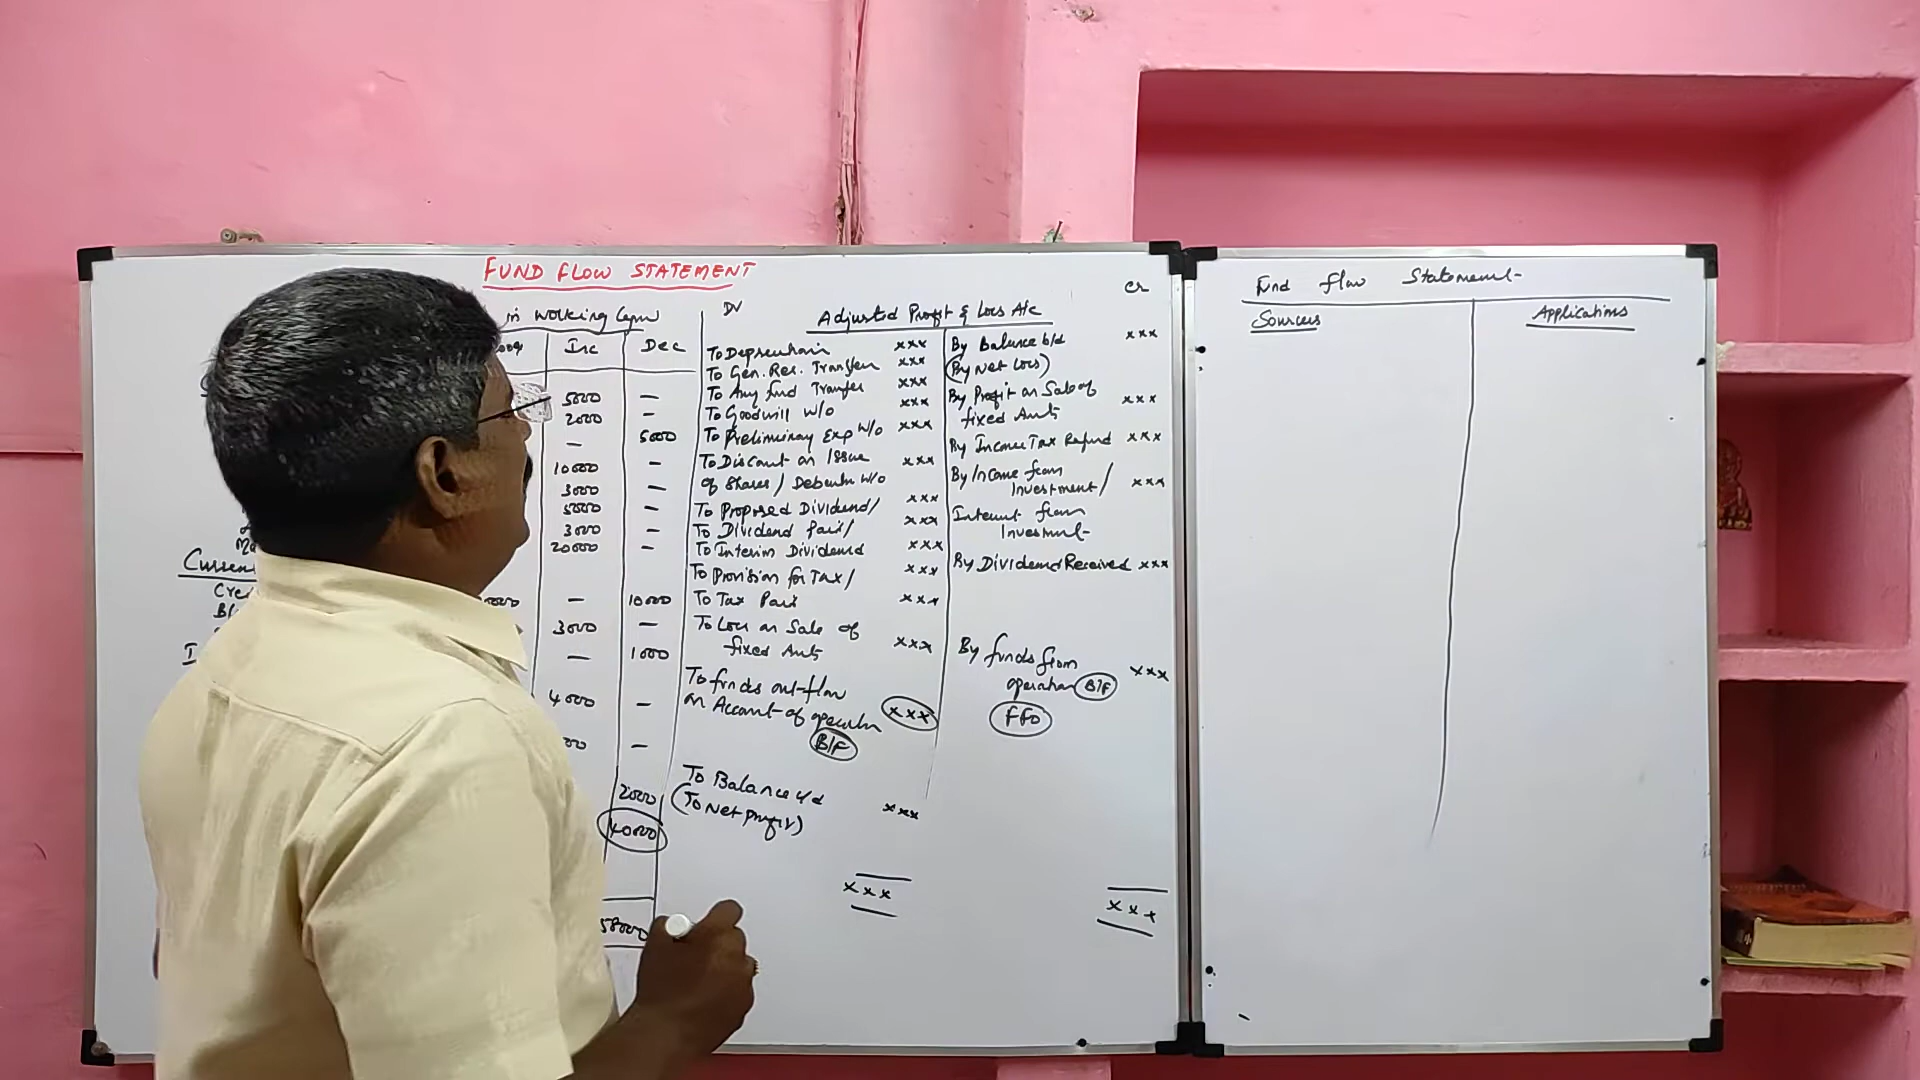 FUND FLOW STATEMENT
in Working
Inc Dec
5000 —
2000 —
— 5000
10000 —
3000 —
5000 —
3000 —
20000 —
Curren
Cre
B/
— 10000
3000 —
— 1000
4000 —
—
2000
40000
58000
Dr Adjusted Profit & Loss A/c Cr
To Depreciation xxx
To Gen. Res. Transfer xxx
To Any fund Transfer xxx
To Goodwill w/o xxx
To Preliminary Exp w/o xxx
To Discount on Issue
of Shares / Debenture w/o xxx
To Proposed Dividend/ xxx
To Dividend Paid/ xxx
To Interim Dividend xxx
To Provision for Tax/ xxx
To Tax Paid xxx
To Loss on Sale of
fixed Assets xxx
To funds out-flow
on Account of operation xxx
B/F
To Balance c/d
(To Net profit) xxx
xxx
By Balance b/d xxx
(By Net Loss)
By Profit on Sale of
fixed Assets xxx
By Income Tax Refund xxx
By Income from
Investment/ xxx
Interest from
Investment
By Dividend Received xxx
By funds from
operation B/F xxx
FFO
xxx
Fund flow Statement
Sources Applications